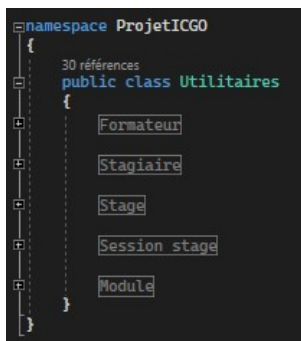 namespace ProjetICGO
{
30 références
public class Utilitaires
{
Formateur
Stagiaire
Stage
Session stage
Module
}
}